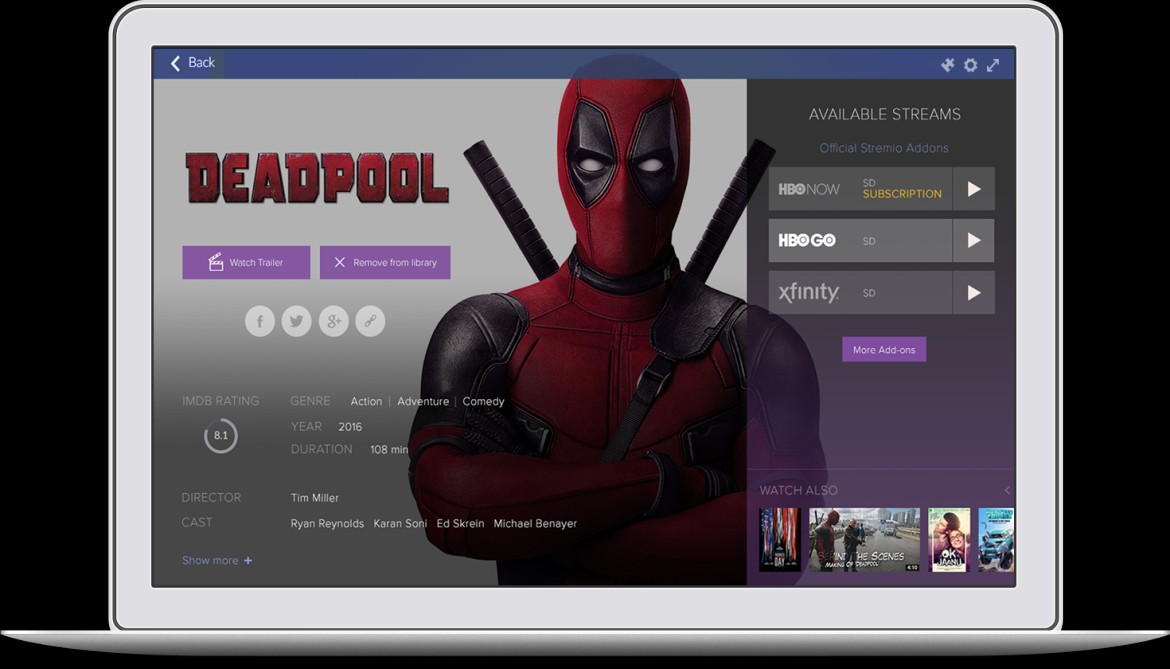 Back
DEADPOOL
Watch Trailer
Remove from library
f
g+
IMDB RATING
8.1
GENRE Action | Adventure | Comedy
YEAR 2016
DURATION 108 min
DIRECTOR Tim Miller
CAST Ryan Reynolds Karan Soni Ed Skrein Michael Benayer
Show more +
AVAILABLE STREAMS
Official Stremio Addons
HBO NOW SD
SUBSCRIPTION
HBO GO SD
xfinity SD
More Add-ons
WATCH ALSO
DAY
BEHIND THE SCENES
MAKING OF DEADPOOL
4:10
OK
JAANU